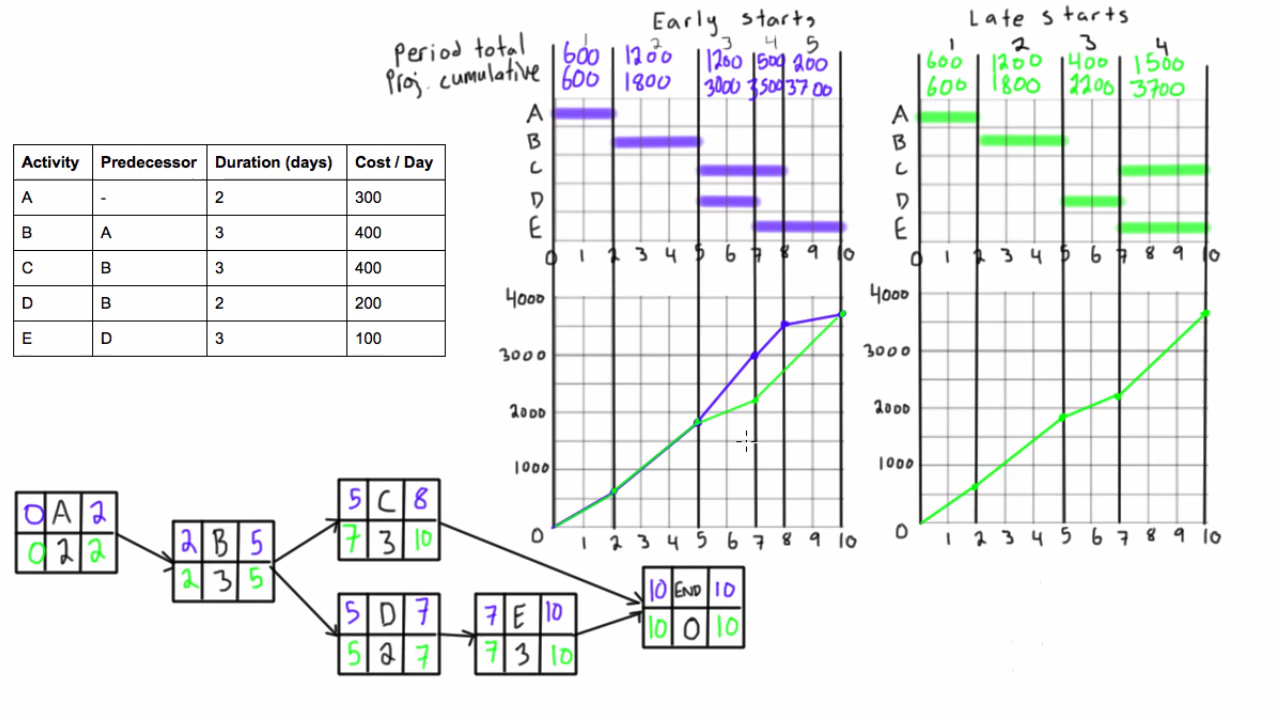 Early starts
Late starts
1 2 3 4 5
1 2 3 4
Period total 600 1200 1200 500 200
600 1200 400 1500
Proj. cumulative 600 1800 3000 3500 3700
600 1800 2200 3700
A
B
C
D
E
0 1 2 3 4 5 6 7 8 9 10
A
B
C
D
E
0 1 2 3 4 5 6 7 8 9 10
Activity Predecessor Duration (days) Cost / Day
A - 2 300
B A 3 400
C B 3 400
D B 2 200
E D 3 100
4000
3000
2000
1000
0
1 2 3 4 5 6 7 8 9 10
4000
3000
2000
1000
0
1 2 3 4 5 6 7 8 9 10
0 A 2
0 2 2
2 B 5
2 3 5
5 C 8
7 3 10
5 D 7
5 2 7
7 E 10
7 3 10
10 END 10
10 0 10